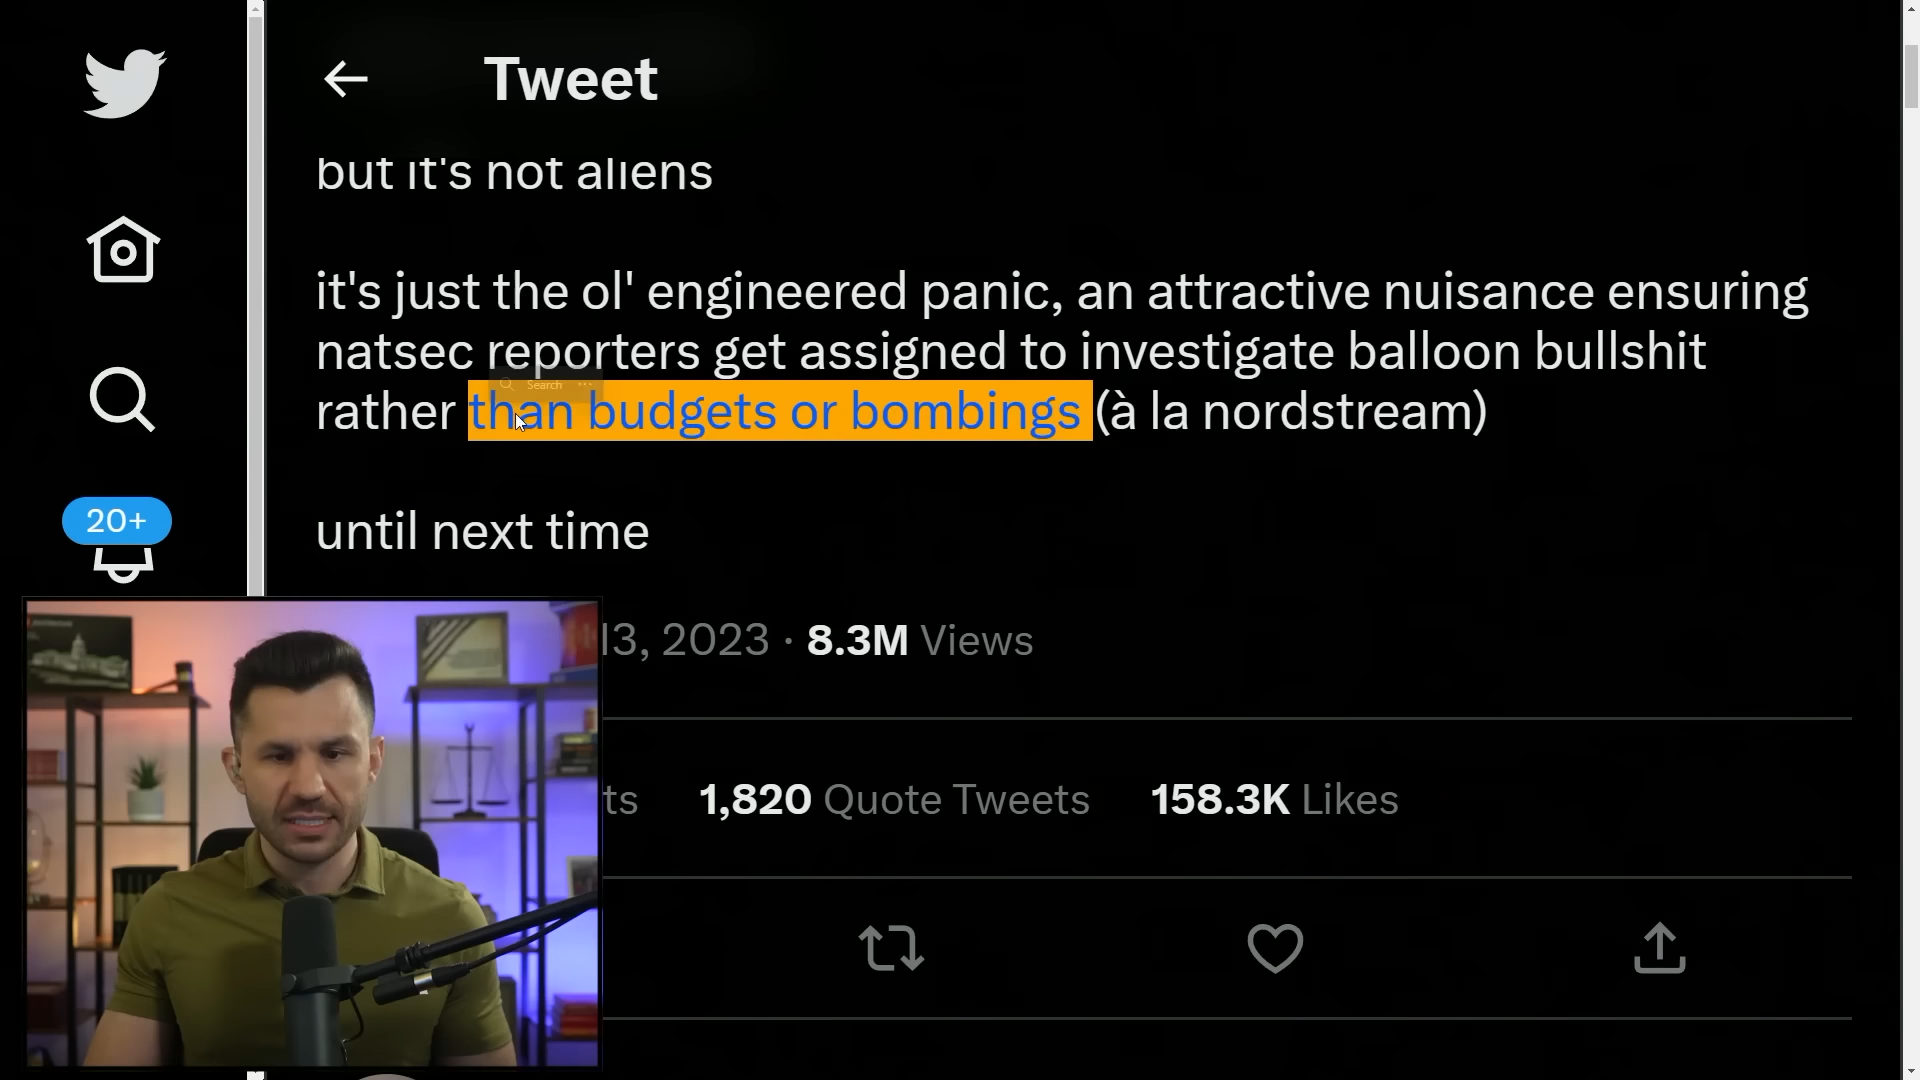 Tweet
but it's not aliens
it's just the ol' engineered panic, an attractive nuisance ensuring
natsec reporters get assigned to investigate balloon bullshit
Search
rather than budgets or bombings (à la nordstream)
20+
until next time
13, 2023 · 8.3M Views
ts 1,820 Quote Tweets 158.3K Likes